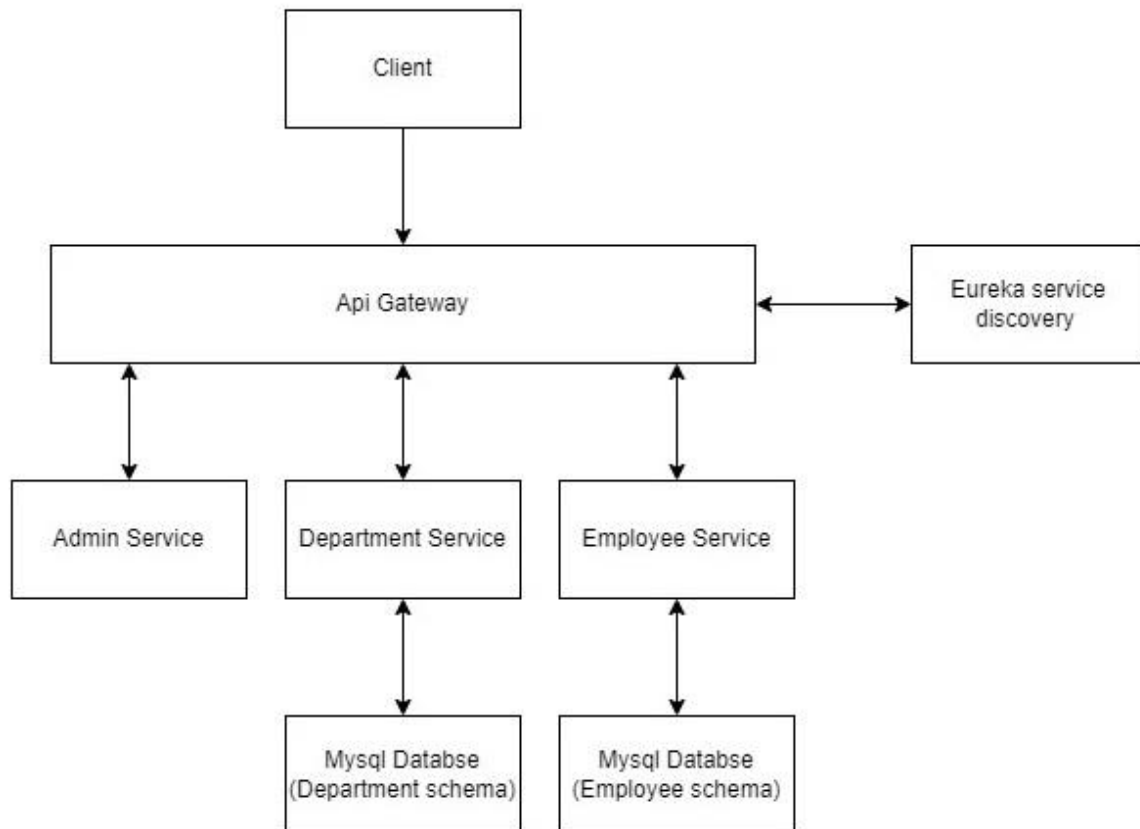 Client
Api Gateway
Eureka service
discovery
Admin Service
Department Service
Employee Service
Mysql Databse
(Department schema)
Mysql Databse
(Employee schema)